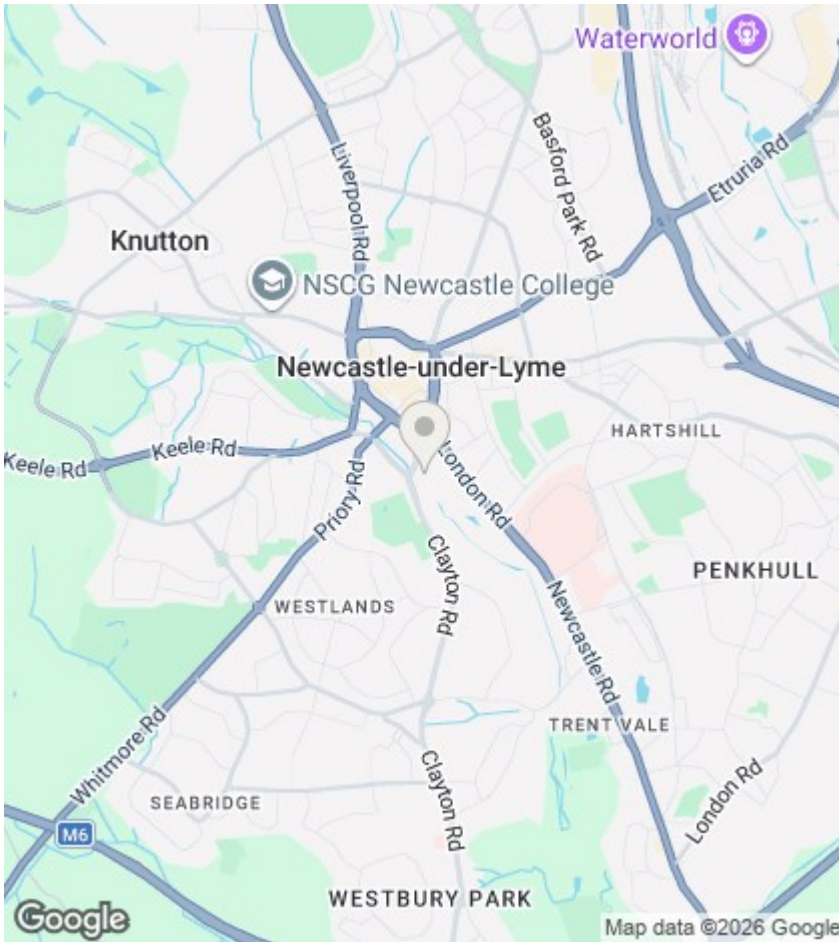 Waterworld
Basford Park Rd
Etruria Rd
Liverpool Rd
Knutton
NSCG Newcastle College
Newcastle-under-Lyme
HARTSHILL
Keele Rd
Keele Rd
London Rd
Priory Rd
Clayton Rd
PENKHULL
WESTLANDS
Newcastle Rd
TRENT VALE
Whitmore Rd
Clayton Rd
London Rd
SEABRIDGE
M6
WESTBURY PARK
Google
Map data ©2026 Google